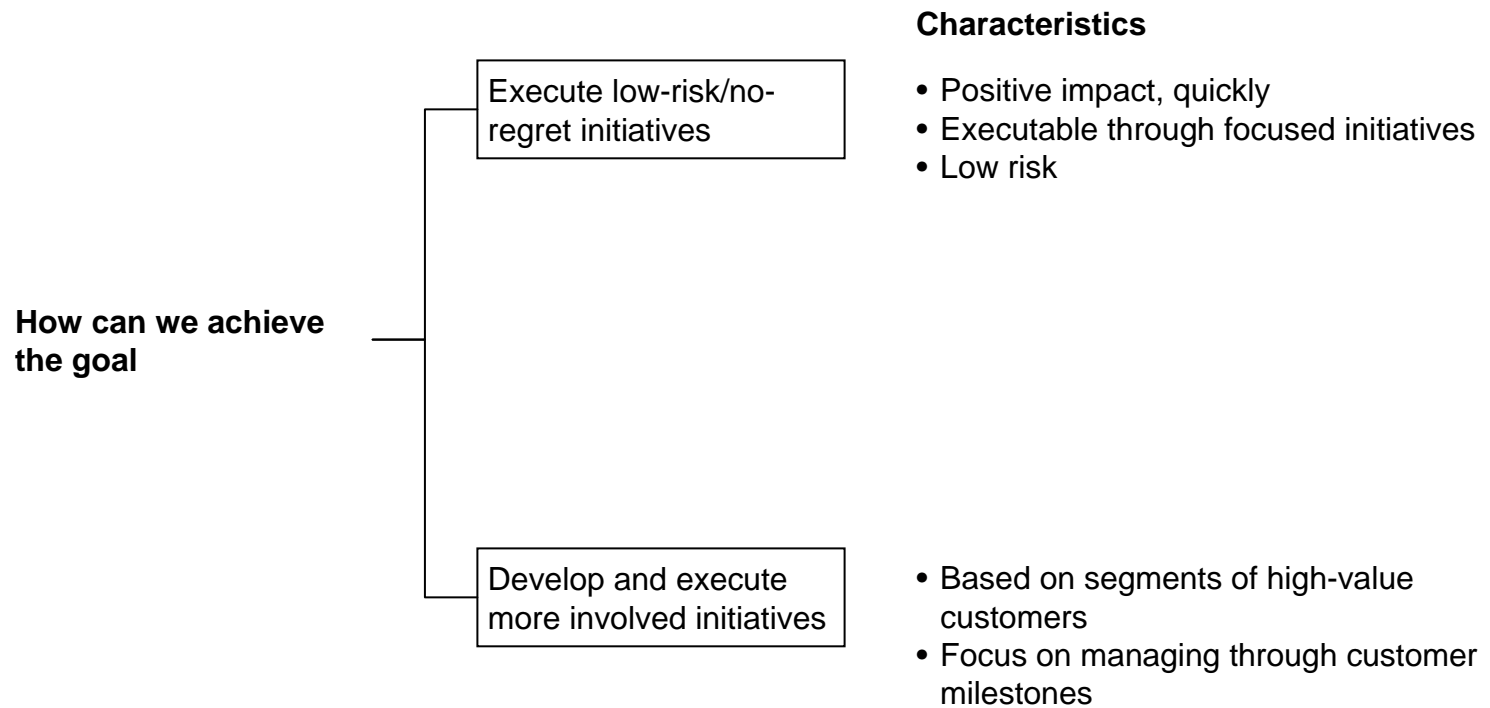 Characteristics
Execute low-risk/no-
regret initiatives
• Positive impact, quickly
• Executable through focused initiatives
• Low risk
How can we achieve
the goal
Develop and execute
more involved initiatives
• Based on segments of high-value
customers
• Focus on managing through customer
milestones